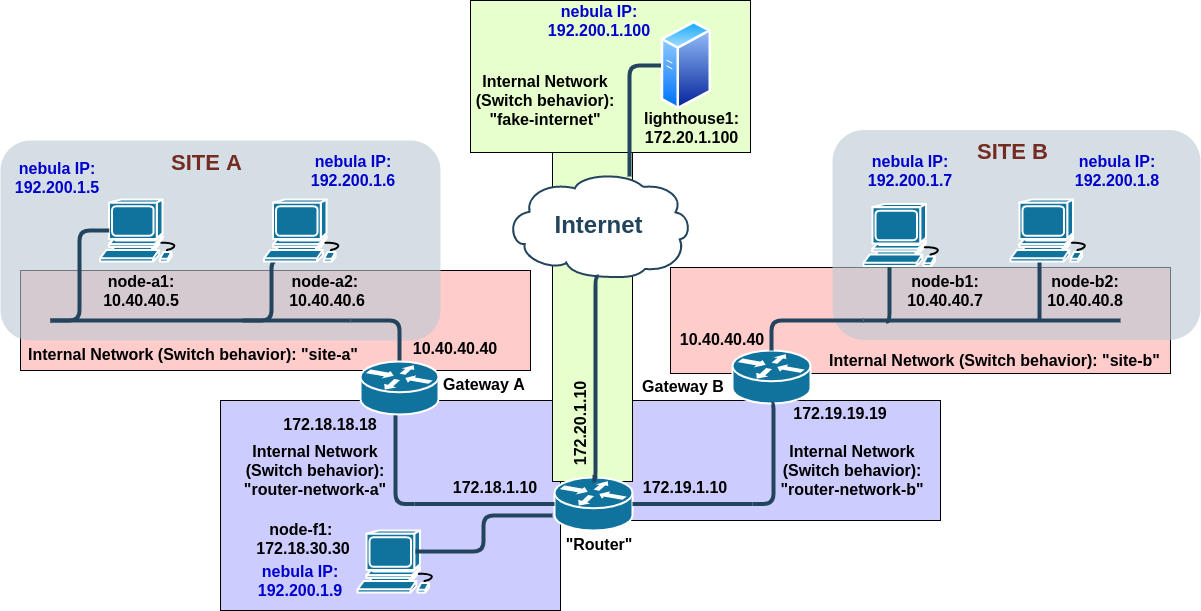 nebula IP:
192.200.1.100
Internal Network
(Switch behavior):
"fake-internet"
lighthouse1:
172.20.1.100
SITE A
nebula IP:
192.200.1.5
nebula IP:
192.200.1.6
node-a1:
10.40.40.5
node-a2:
10.40.40.6
Internal Network (Switch behavior): "site-a"
10.40.40.40
Gateway A
Internet
172.20.1.10
SITE B
nebula IP:
192.200.1.7
nebula IP:
192.200.1.8
node-b1:
10.40.40.7
node-b2:
10.40.40.8
10.40.40.40
Internal Network (Switch behavior): "site-b"
Gateway B
172.18.18.18
Internal Network
(Switch behavior):
"router-network-a"
172.18.1.10
172.19.1.10
172.19.19.19
Internal Network
(Switch behavior):
"router-network-b"
"Router"
node-f1:
172.18.30.30
nebula IP:
192.200.1.9